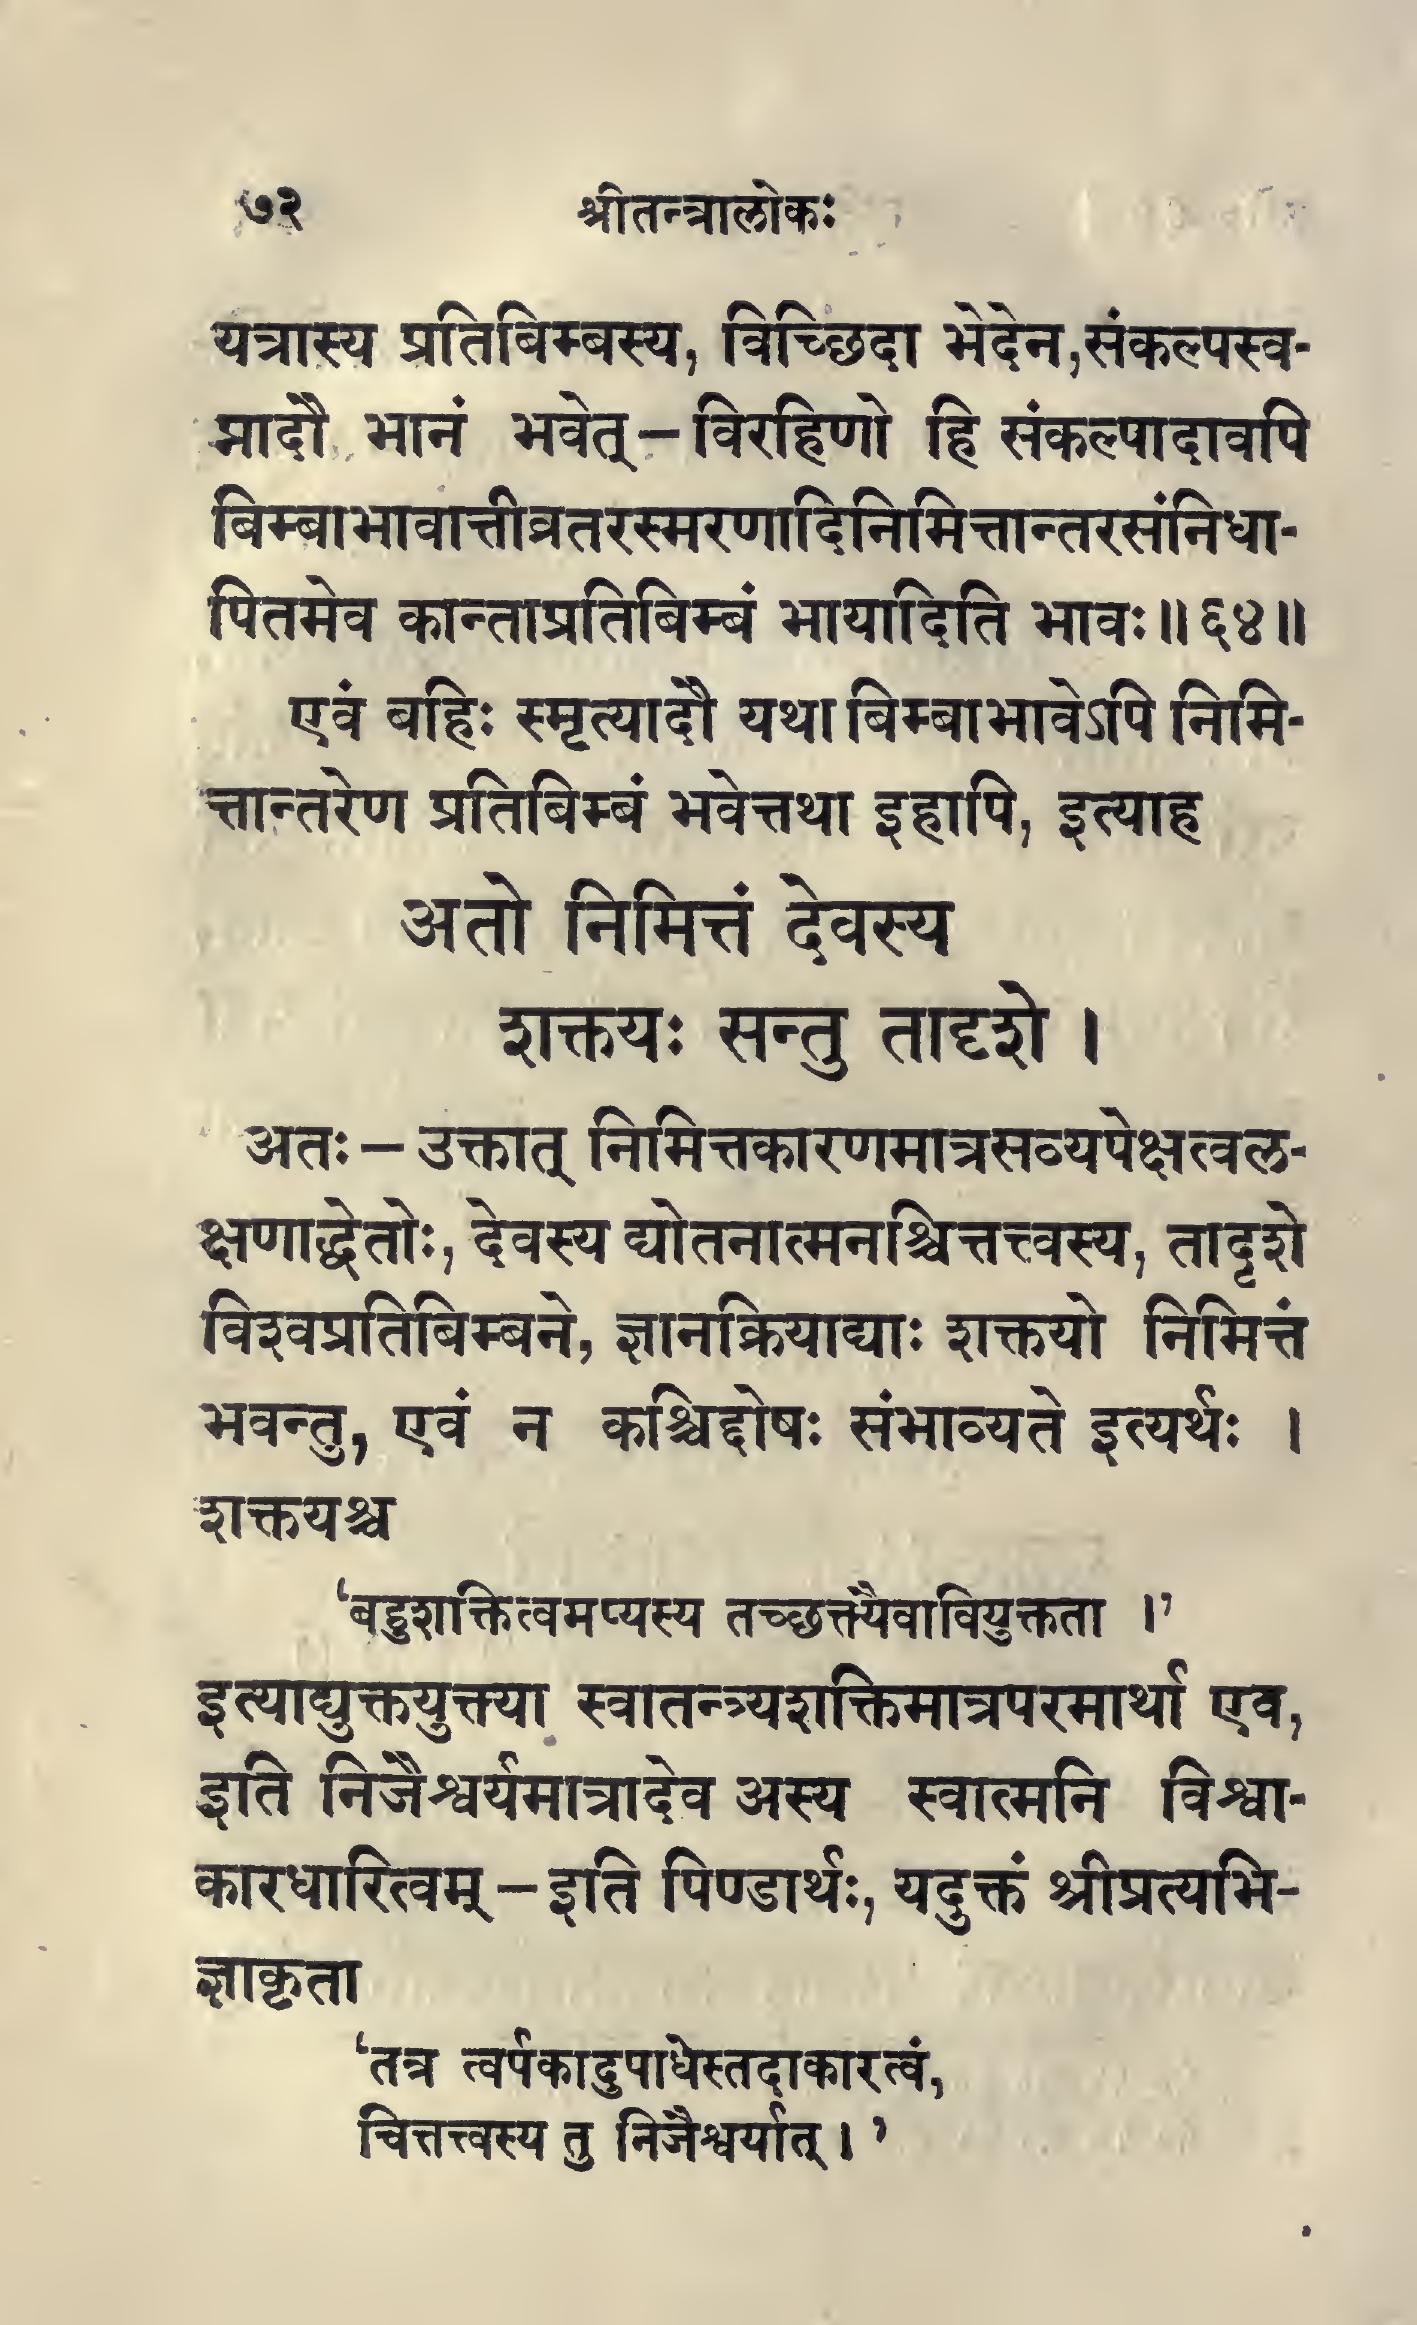 ७२ श्रीतन्त्रालोकः
यत्रास्य प्रतिबिम्बस्य, विच्छिदा भेदेन,संकल्पस्व-
प्नादौ भानं भवेत् – विरहिणो हि संकल्पादावपि
बिम्बाभावात्तीव्रतरस्मरणादिनिमित्तान्तरसंनिधा-
पितमेव कान्ताप्रतिबिम्बं भायादिति भावः॥६४॥
एवं बहिः स्मृत्यादौ यथा बिम्बाभावेऽपि निमि-
त्तान्तरेण प्रतिबिम्बं भवेत्तथा इहापि, इत्याह
अतो निमित्तं देवस्य
शक्तयः सन्तु तादृशे ।
अतः – उक्तात् निमित्तकारणमात्रसव्यपेक्षत्वल-
क्षणाद्धेतोः, देवस्य द्योतनात्मनश्चित्तत्त्वस्य, तादृशे
विश्वप्रतिबिम्बने, ज्ञानक्रियाद्याः शक्तयो निमित्तं
भवन्तु, एवं न कश्चिद्दोषः संभाव्यते इत्यर्थः ।
शक्तयश्च
‘बहुशक्तित्वमप्यस्य तच्छक्त्यैवावियुक्तता ।’
इत्याद्युक्तयुक्त्या स्वातन्त्र्यशक्तिमात्रपरमार्था एव,
इति निजैश्वर्यमात्रादेव अस्य स्वात्मनि विश्वा-
कारधारित्वम् – इति पिण्डार्थः, यदुक्तं श्रीप्रत्यभि-
ज्ञाकृता
‘तत्र त्वर्पकादुपाधेस्तदाकारत्वं,
चित्तत्त्वस्य तु निजैश्वर्यात् । ’